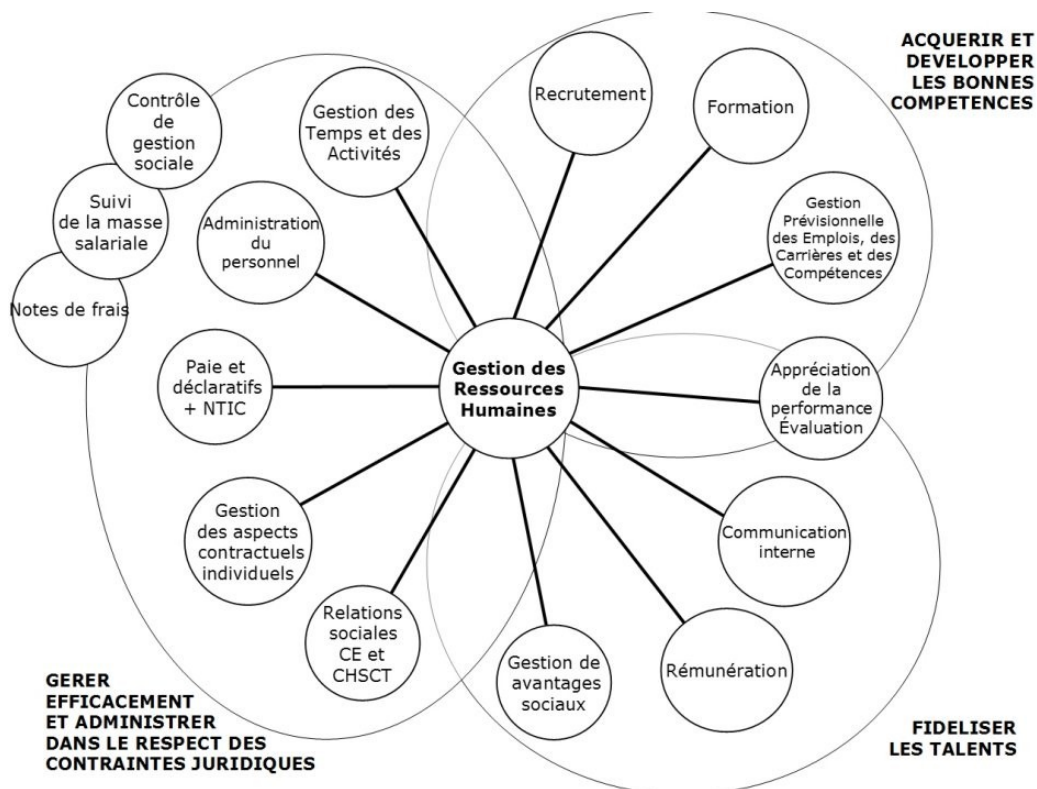 ACQUERIR ET
DEVELOPPER
LES BONNES
COMPETENCES
Contrôle
de
gestion
sociale
Suivi
de la masse
salariale
Notes de frais
Gestion des
Temps et des
Activités
Recrutement
Formation
Administration
du
personnel
Gestion
Prévisionnelle
des Emplois, des
Carrières et des
Compétences
Paie et
déclaratifs
+ NTIC
Gestion des
Ressources
Humaines
Appréciation
de la
performance
Évaluation
Gestion
des aspects
contractuels
individuels
Communication
interne
Relations
sociales
CE et
CHSCT
Gestion de
avantages
sociaux
Rémunération
GERER
EFFICACEMENT
ET ADMINISTRER
DANS LE RESPECT DES
CONTRAINTES JURIDIQUES
FIDELISER
LES TALENTS